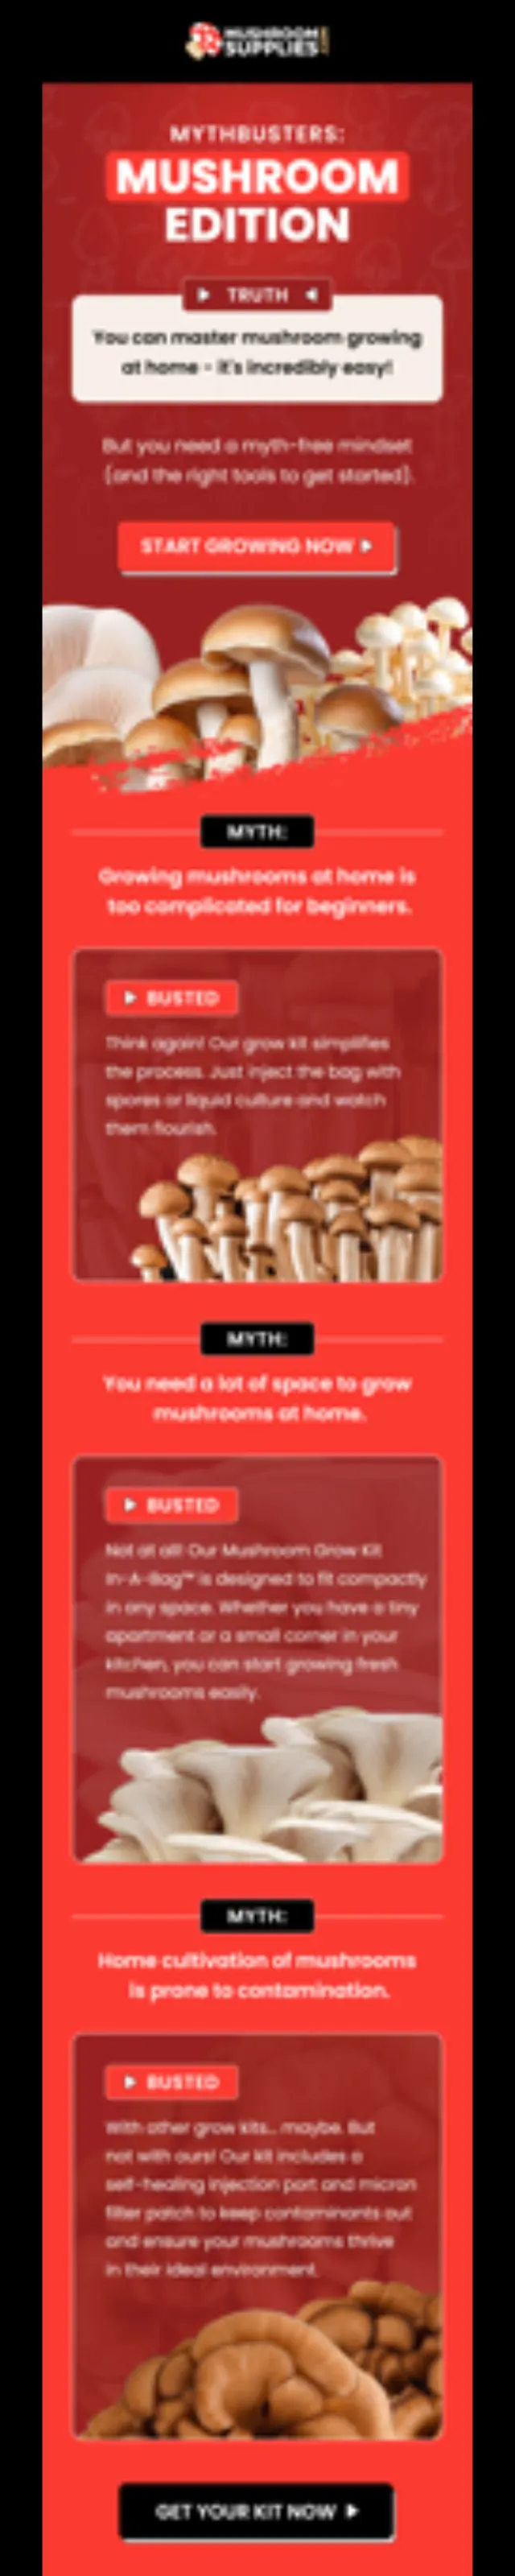 MUSHROOM
SUPPLIES
MYTHBUSTERS:
MUSHROOM
EDITION
TRUTH
You can master mushroom growing
at home - it's incredibly easy!
But you need a myth-free mindset
(and the right tools to get started).
START GROWING NOW
MYTH:
Growing mushrooms at home is
too complicated for beginners.
BUSTED
Think again! Our grow kit simplifies
the process. Just inject the bag with
spores or liquid culture and watch
them flourish.
MYTH:
You need a lot of space to grow
mushrooms at home.
BUSTED
Not at all! Our Mushroom Grow Kit
In-A-Bag™ is designed to fit compactly
in any space. Whether you have a tiny
apartment or a small corner in your
kitchen, you can start growing fresh
mushrooms easily.
MYTH:
Home cultivation of mushrooms
is prone to contamination.
BUSTED
With other grow kits... maybe. But
not with ours! Our kit includes a
self-healing injection port and micron
filter patch to keep contaminants out
and ensure your mushrooms thrive
in their ideal environment.
GET YOUR KIT NOW